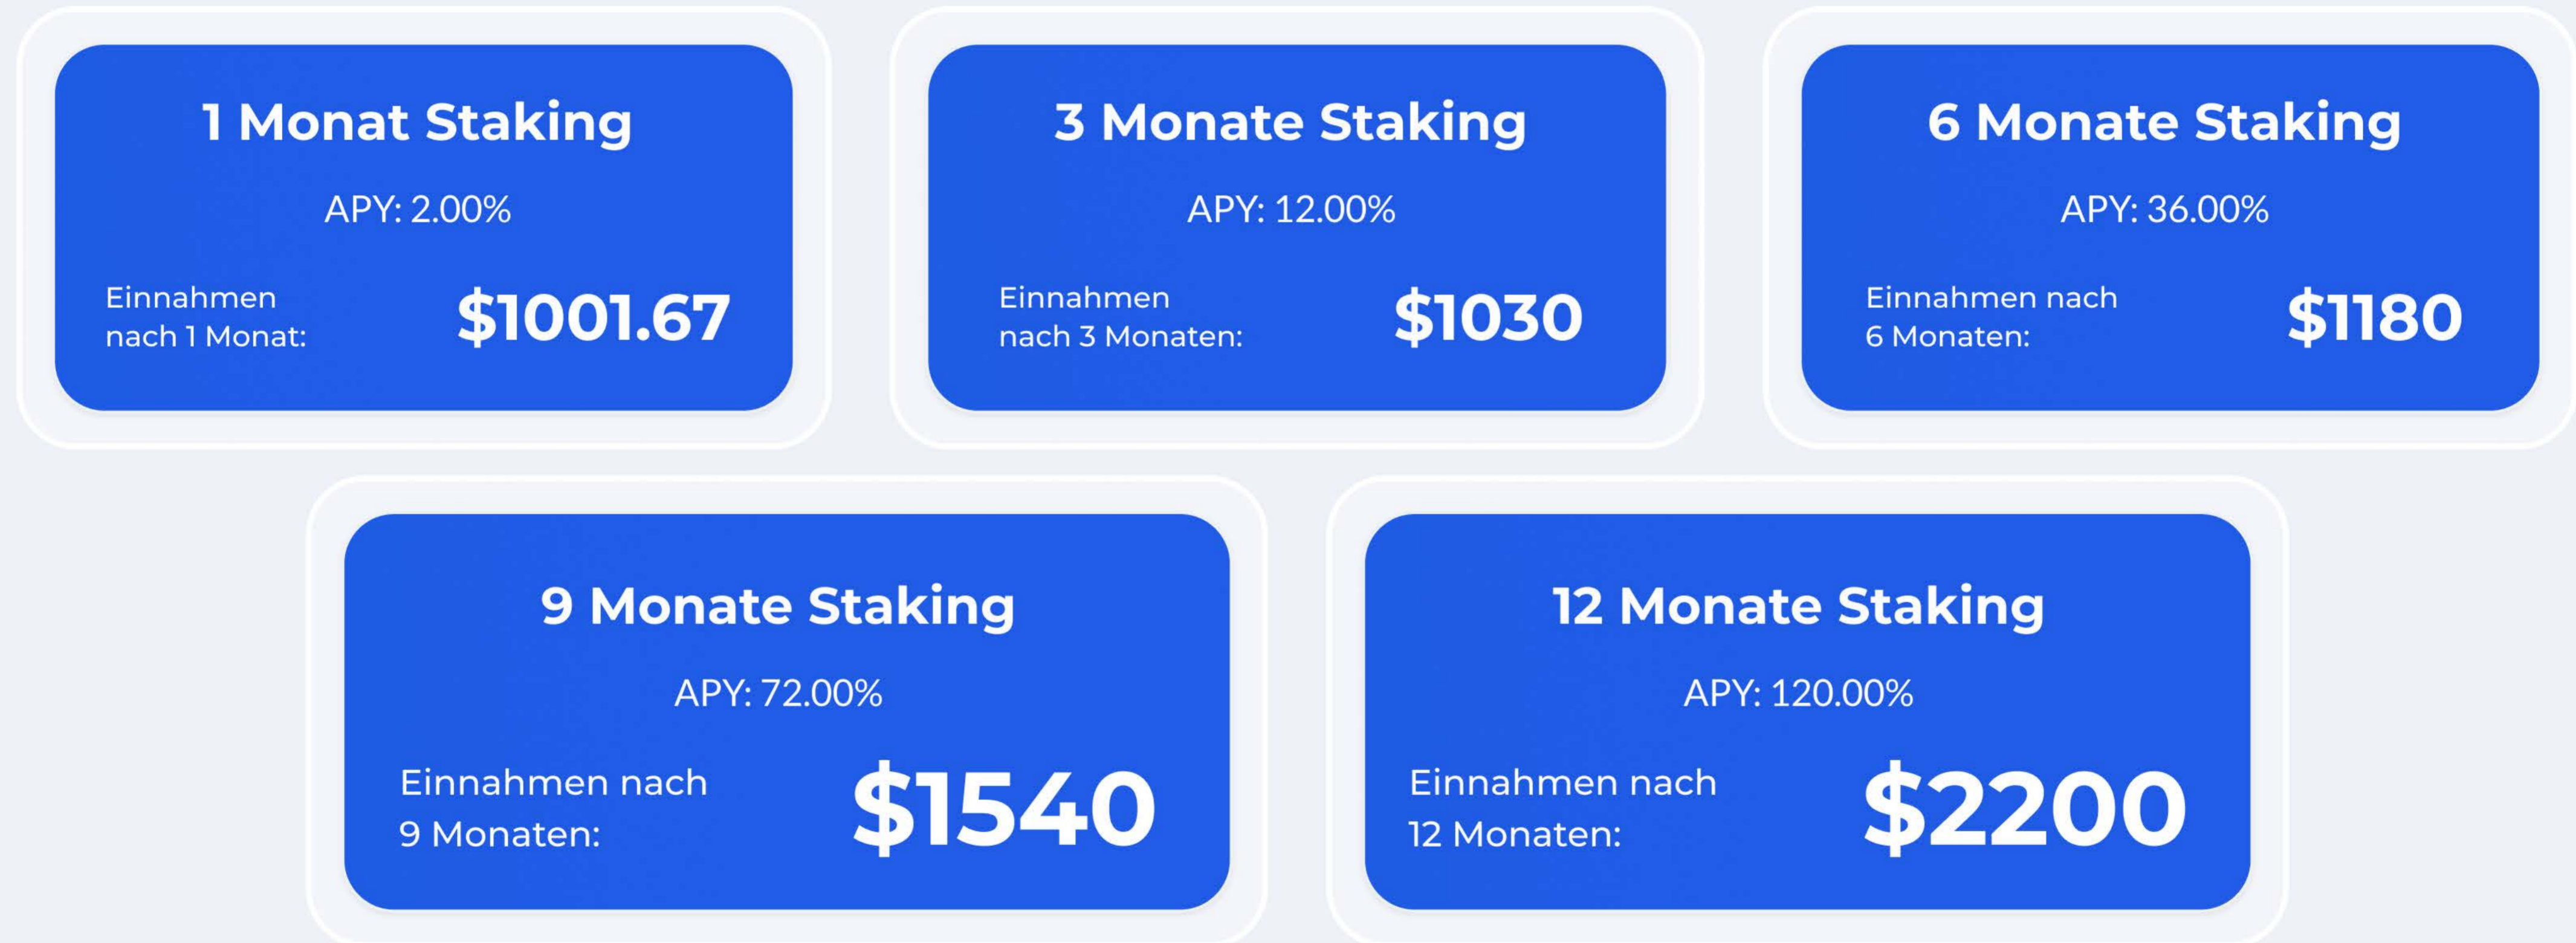 1 Monat Staking
APY: 2.00%
Einnahmen
nach 1 Monat:
$1001.67
3 Monate Staking
APY: 12.00%
Einnahmen
nach 3 Monaten:
$1030
6 Monate Staking
APY: 36.00%
Einnahmen nach
6 Monaten:
$1180
9 Monate Staking
APY: 72.00%
Einnahmen nach
9 Monaten:
$1540
12 Monate Staking
APY: 120.00%
Einnahmen nach
12 Monaten:
$2200